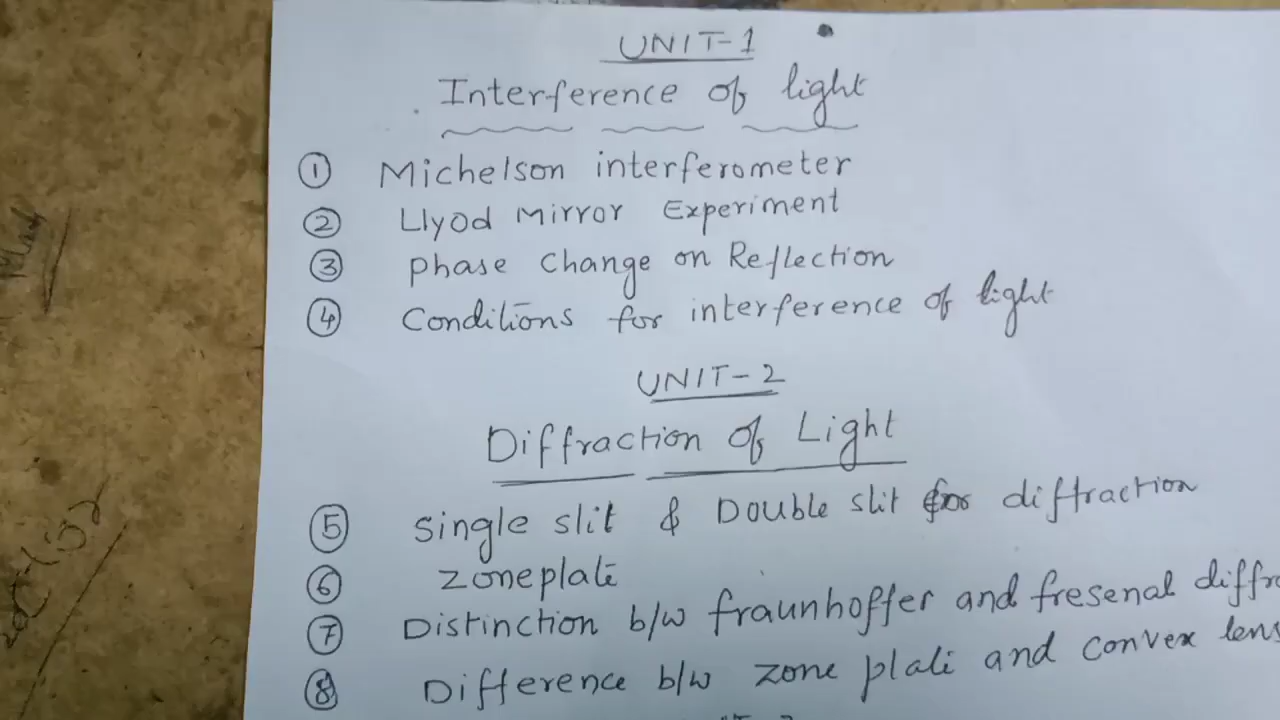 UNIT-1
Interference of light
① Michelson interferometer
② Llyod Mirror Experiment
③ phase Change on Reflection
④ Conditions for interference of light
UNIT-2
Diffraction of Light
⑤ Single slit & Double slit for diffraction
⑥ Zoneplate
⑦ Distinction b/w fraunhoffer and fresenal diffra
⑧ Difference b/w zone plate and convex lens